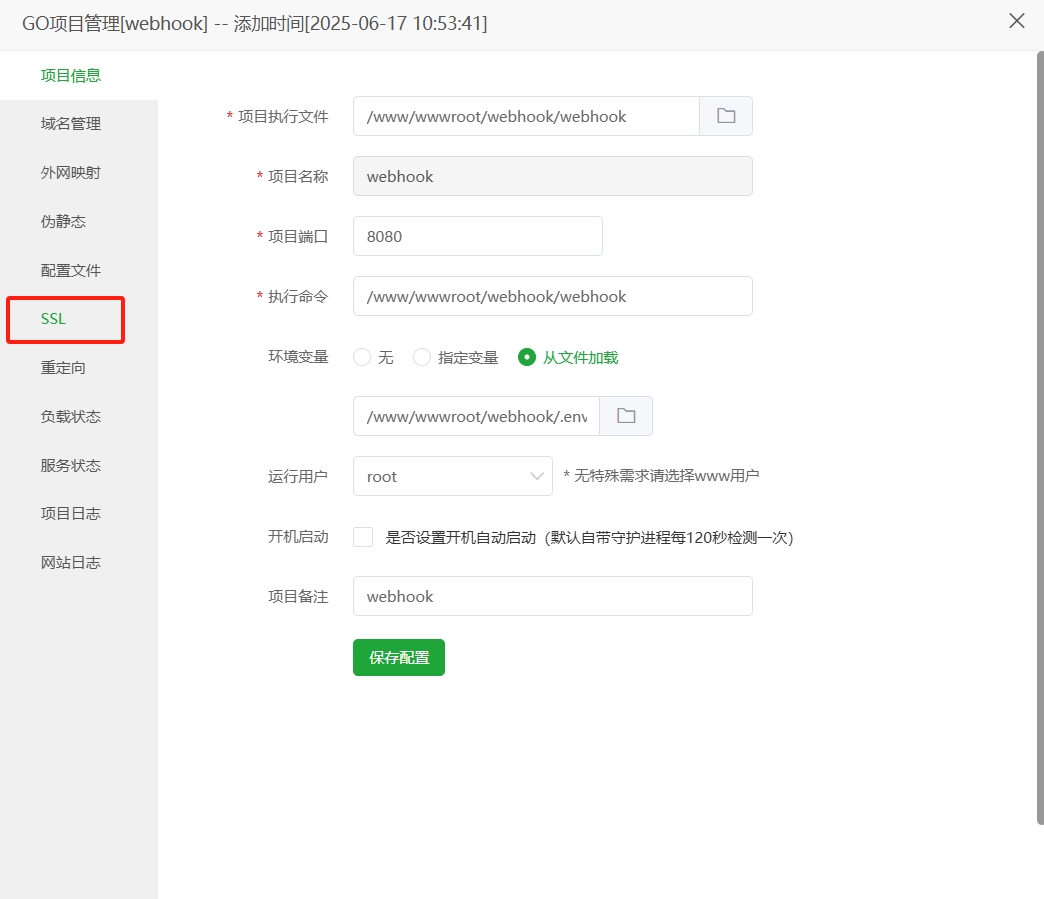 GO项目管理[webhook] -- 添加时间[2025-06-17 10:53:41]
项目信息
域名管理
外网映射
伪静态
配置文件
SSL
重定向
负载状态
服务状态
项目日志
网站日志
* 项目执行文件 /www/wwwroot/webhook/webhook
* 项目名称 webhook
* 项目端口 8080
* 执行命令 /www/wwwroot/webhook/webhook
环境变量 无 指定变量 从文件加载
/www/wwwroot/webhook/.env
运行用户 root * 无特殊需求请选择www用户
开机启动 是否设置开机自动启动（默认自带守护进程每120秒检测一次）
项目备注 webhook
保存配置